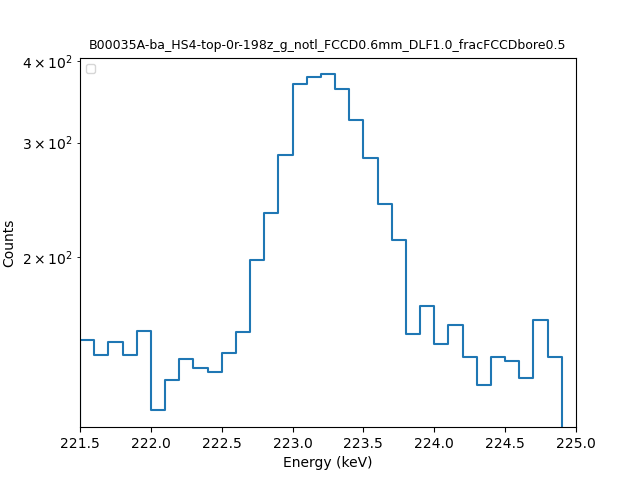 B00035A-ba_HS4-top-0r-198z_g_notl_FCCD0.6mm_DLF1.0_fracFCCDbore0.5
4 × 10²
3 × 10²
2 × 10²
Counts
221.5 222.0 222.5 223.0 223.5 224.0 224.5 225.0
Energy (keV)